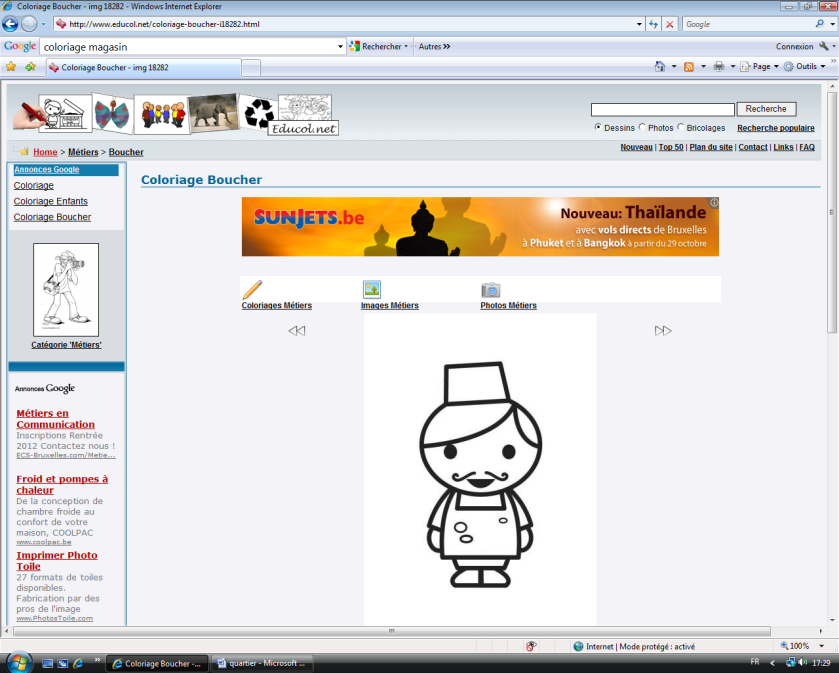 Coloriage Boucher - img 18282 - Windows Internet Explorer
http://www.educol.net/coloriage-boucher-i18282.html
Google
Google coloriage magasin Rechercher Autres >> Connexion
Coloriage Boucher - img 18282
Page Outils
Educol.net
Recherche
Dessins Photos Bricolages Recherche populaire
Home > Métiers > Boucher
Nouveau | Top 50 | Plan du site | Contact | Links | FAQ
Annonces Google
Coloriage
Coloriage Enfants
Coloriage Boucher
Catégorie 'Métiers'
Coloriage Boucher
SUNJETS.be
Nouveau: Thaïlande
avec vols directs de Bruxelles
à Phuket et à Bangkok à partir du 29 octobre
Coloriages Métiers Images Métiers Photos Métiers
Annonces Google
Métiers en
Communication
Inscriptions Rentrée
2012 Contactez nous !
ECS-Bruxelles.com/Metie...
Froid et pompes à
chaleur
De la conception de
chambre froide au
confort de votre
maison, COOLPAC
www.coolpac.be
Imprimer Photo
Toile
27 formats de toiles
disponibles.
Fabrication par des
pros de l'image
www.PhotosToile.com
Internet | Mode protégé : activé 100%
Coloriage Boucher -... quartier - Microsoft ... FR 17:29